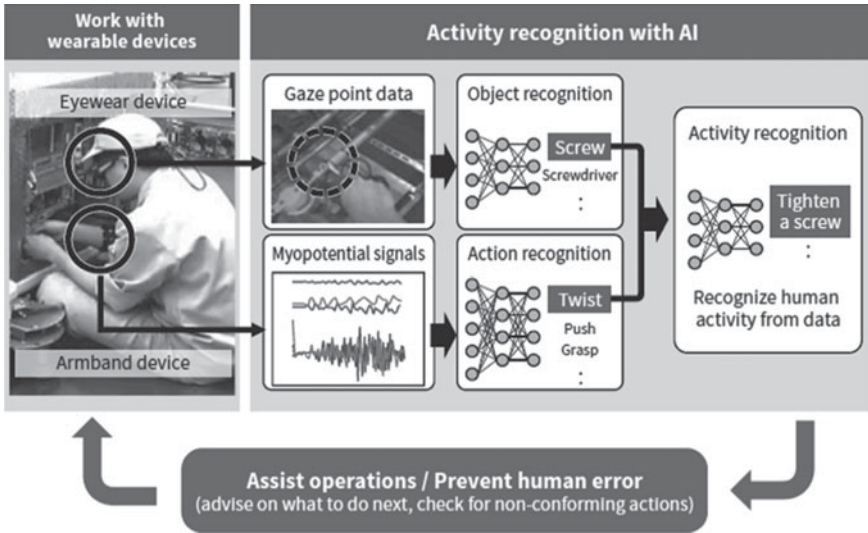 Work with
wearable devices
Activity recognition with AI
Eyewear device
Armband device
Gaze point data
Object recognition
Screw
Screwdriver
:
Myopotential signals
Action recognition
Twist
Push
Grasp
:
Activity recognition
Tighten
a screw
:
Recognize human
activity from data
Assist operations / Prevent human error
(advise on what to do next, check for non-conforming actions)